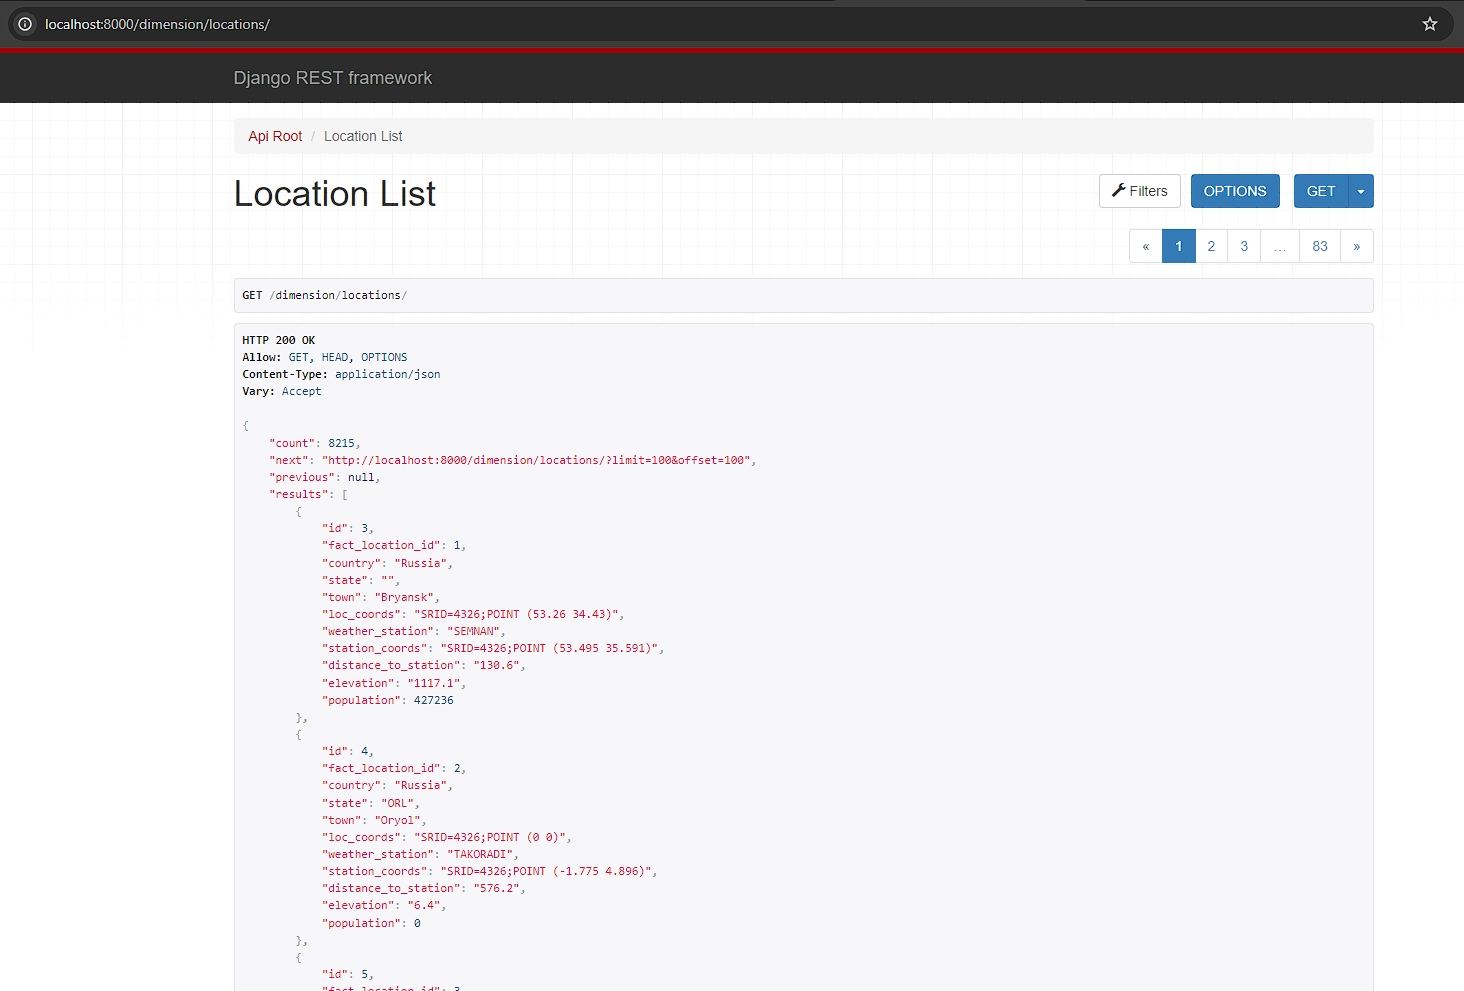 localhost:8000/dimension/locations/
Django REST framework
Api Root / Location List
Location List
Filters OPTIONS GET
« 1 2 3 … 83 »
GET /dimension/locations/
HTTP 200 OK
Allow: GET, HEAD, OPTIONS
Content-Type: application/json
Vary: Accept
{
"count": 8215,
"next": "http://localhost:8000/dimension/locations/?limit=100&offset=100",
"previous": null,
"results": [
{
"id": 3,
"fact_location_id": 1,
"country": "Russia",
"state": "",
"town": "Bryansk",
"loc_coords": "SRID=4326;POINT (53.26 34.43)",
"weather_station": "SEMNAN",
"station_coords": "SRID=4326;POINT (53.495 35.591)",
"distance_to_station": "130.6",
"elevation": "1117.1",
"population": 427236
},
{
"id": 4,
"fact_location_id": 2,
"country": "Russia",
"state": "ORL",
"town": "Oryol",
"loc_coords": "SRID=4326;POINT (0 0)",
"weather_station": "TAKORADI",
"station_coords": "SRID=4326;POINT (-1.775 4.896)",
"distance_to_station": "576.2",
"elevation": "6.4",
"population": 0
},
{
"id": 5,
"fact_location_id": 3